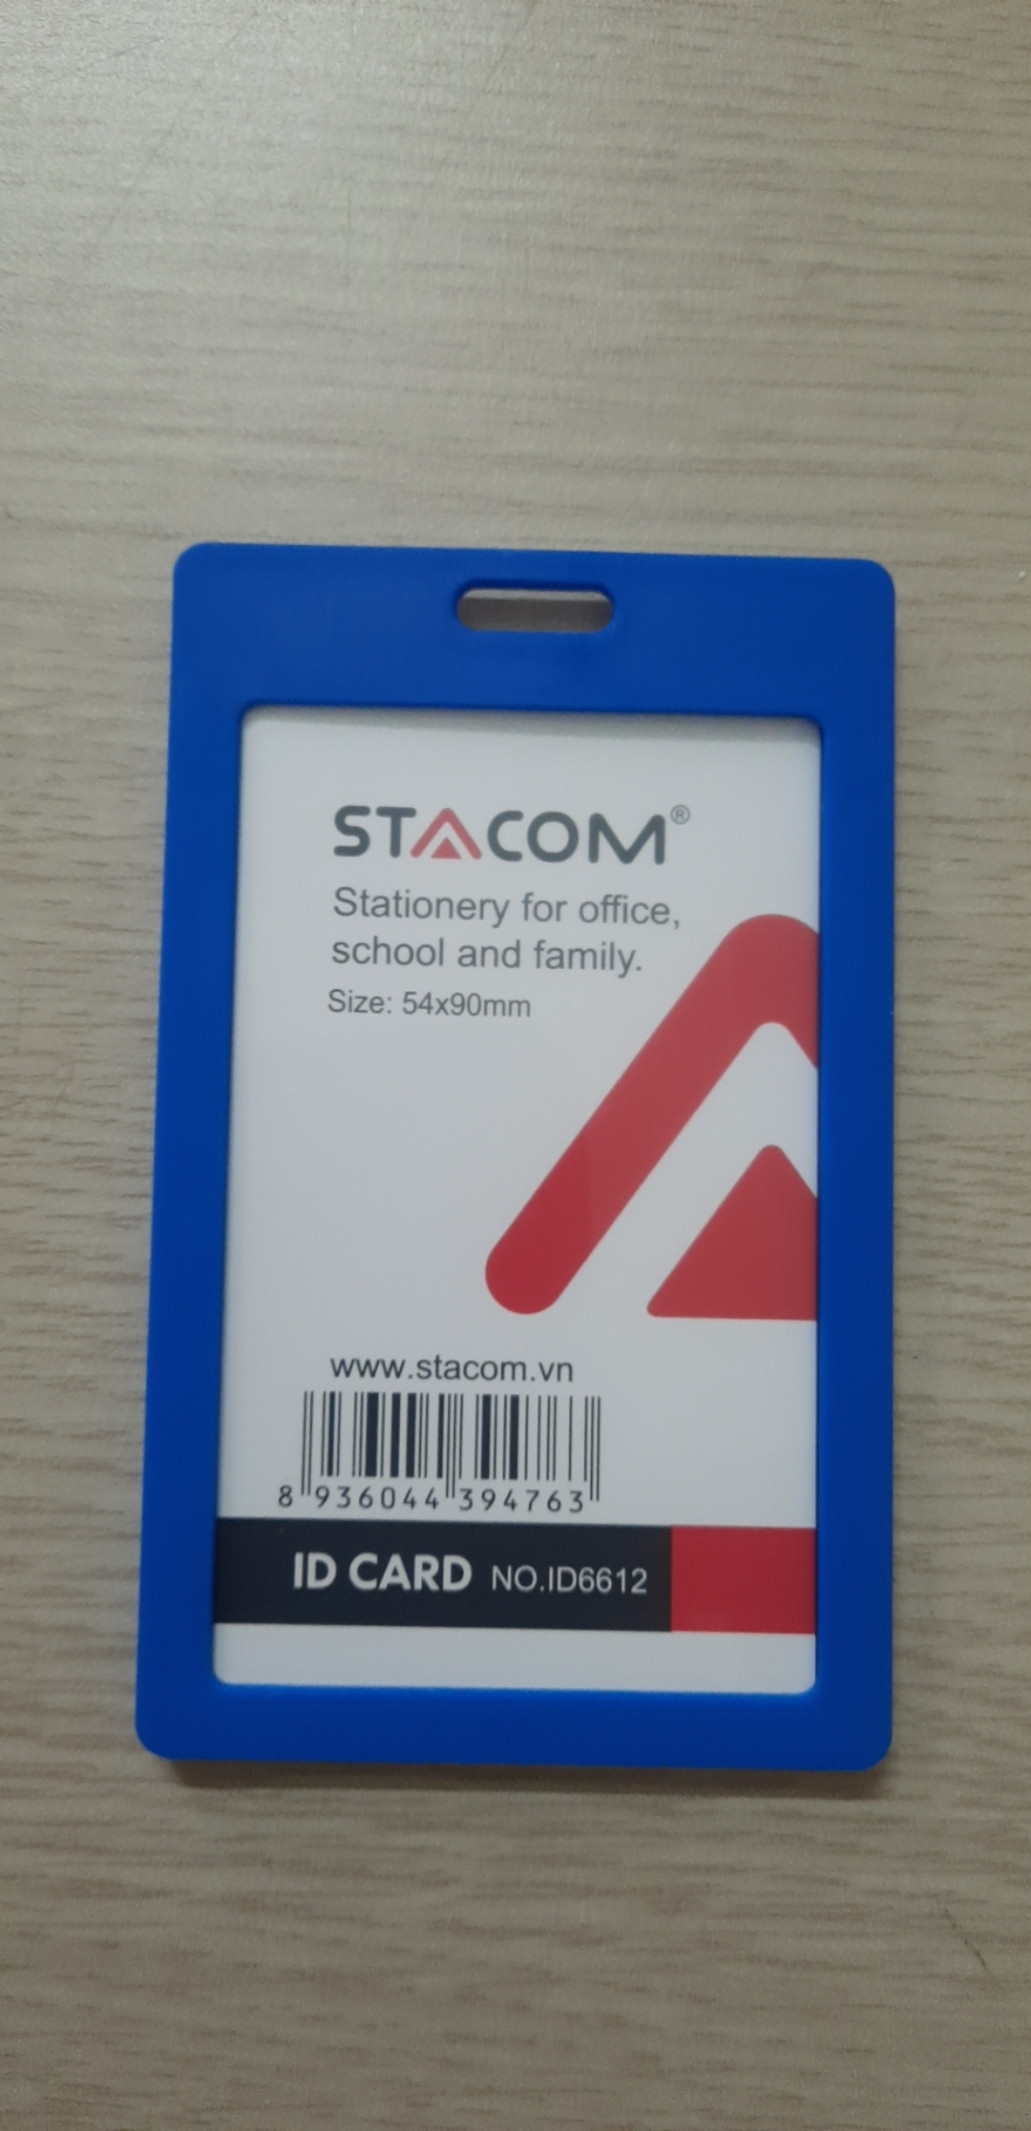 STACOM®
Stationery for office,
school and family.
Size: 54x90mm
www.stacom.vn
8 936044 394763
ID CARD NO.ID6612